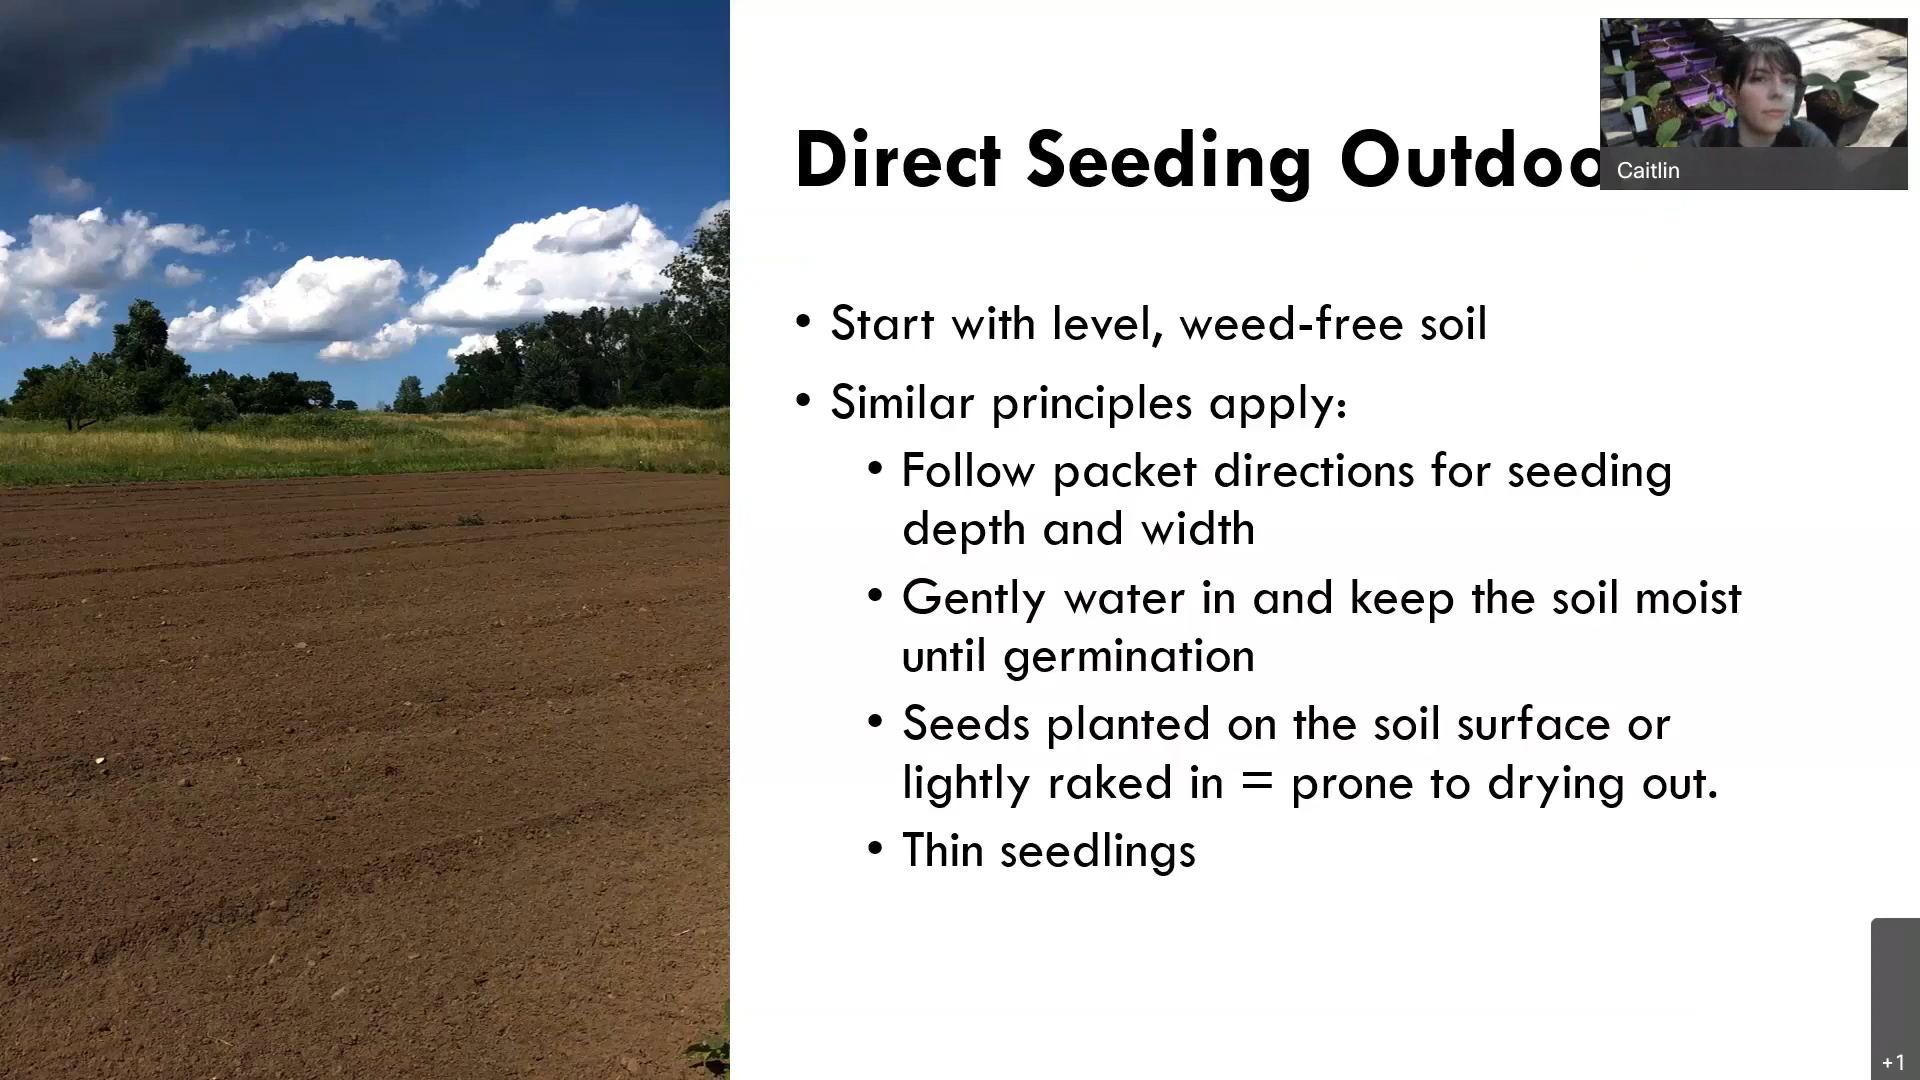 Direct Seeding Outdoo
Caitlin
• Start with level, weed-free soil
• Similar principles apply:
• Follow packet directions for seeding
depth and width
• Gently water in and keep the soil moist
until germination
• Seeds planted on the soil surface or
lightly raked in = prone to drying out.
• Thin seedlings
+1